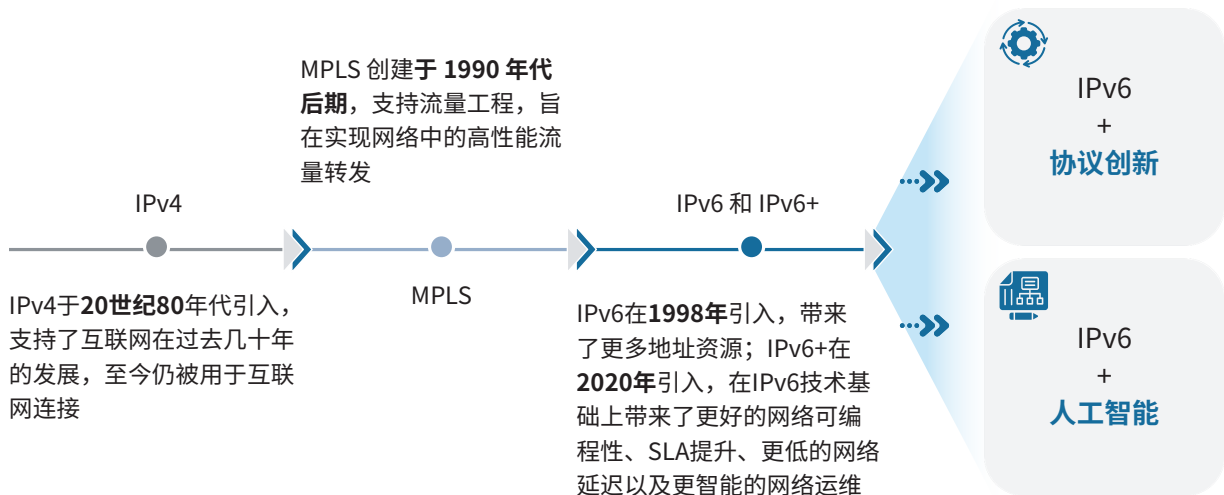 MPLS 创建于 1990 年代
后期，支持流量工程，旨
在实现网络中的高性能流
量转发
IPv4
IPv4于20世纪80年代引入，
支持了互联网在过去几十年
的发展，至今仍被用于互联
网连接
MPLS
IPv6 和 IPv6+
IPv6在1998年引入，带来
了更多地址资源；IPv6+在
2020年引入，在IPv6技术基
础上带来了更好的网络可编
程性、SLA提升、更低的网络
延迟以及更智能的网络运维
IPv6
+
协议创新
IPv6
+
人工智能